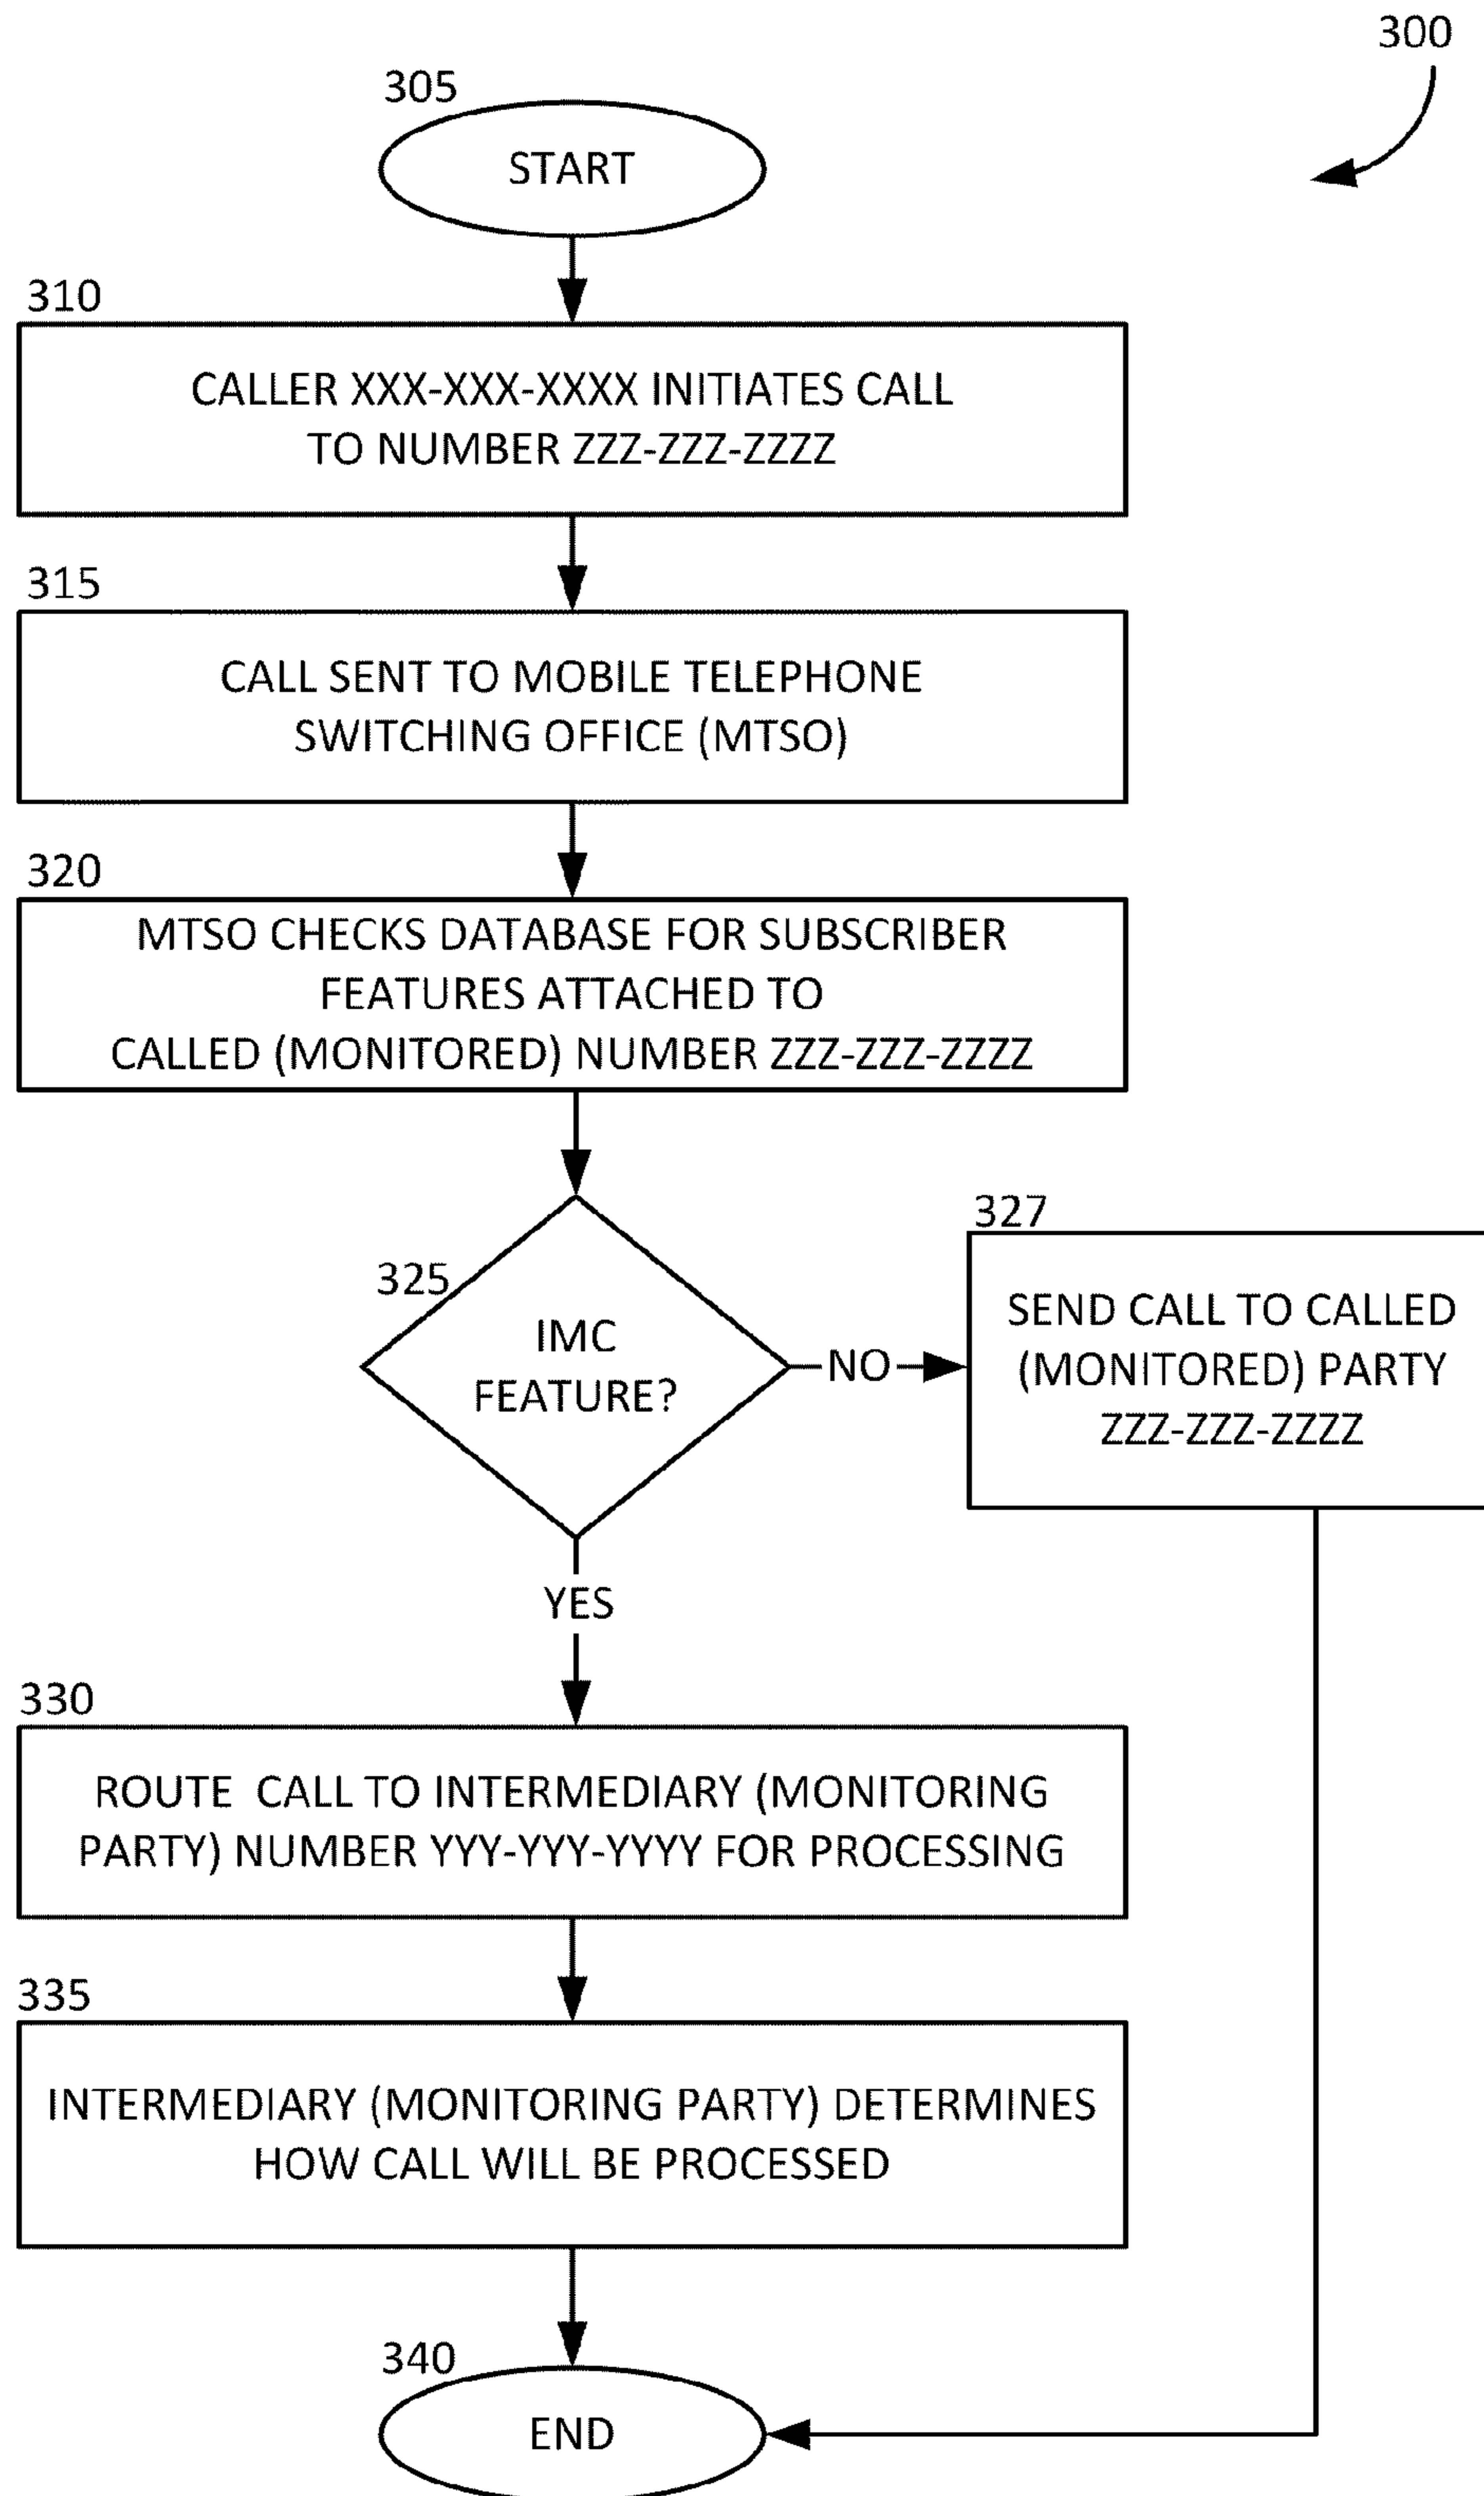 300
305
START
310
CALLER XXX-XXX-XXXX INITIATES CALL
TO NUMBER ZZZ-ZZZ-ZZZZ
315
CALL SENT TO MOBILE TELEPHONE
SWITCHING OFFICE (MTSO)
320
MTSO CHECKS DATABASE FOR SUBSCRIBER
FEATURES ATTACHED TO
CALLED (MONITORED) NUMBER ZZZ-ZZZ-ZZZZ
325
IMC
FEATURE?
NO
327
SEND CALL TO CALLED
(MONITORED) PARTY
ZZZ-ZZZ-ZZZZ
YES
330
ROUTE CALL TO INTERMEDIARY (MONITORING
PARTY) NUMBER YYY-YYY-YYYY FOR PROCESSING
335
INTERMEDIARY (MONITORING PARTY) DETERMINES
HOW CALL WILL BE PROCESSED
340
END